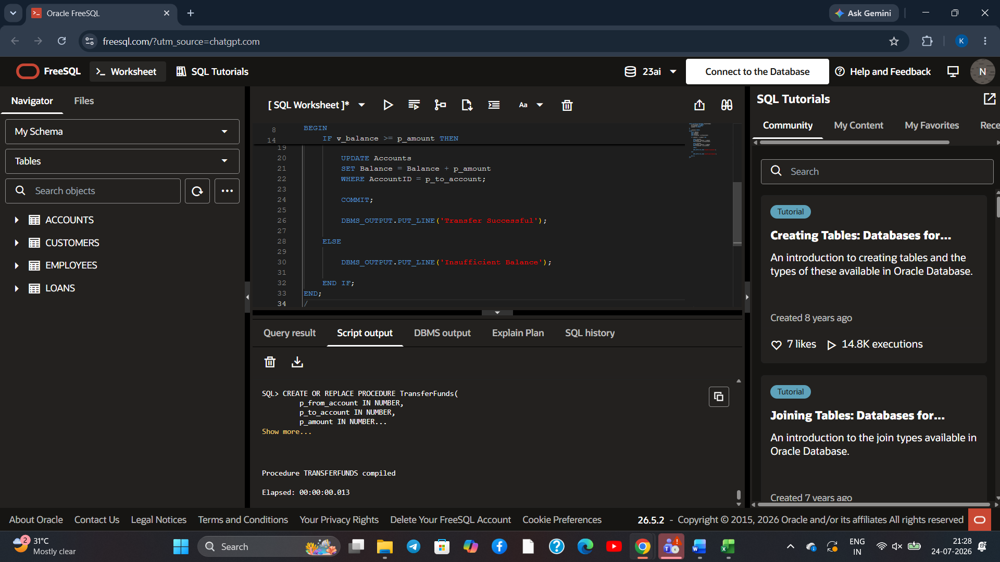 Oracle FreeSQL
Ask Gemini
freesql.com/?utm_source=chatgpt.com
K
FreeSQL
Worksheet
SQL Tutorials
23ai
Connect to the Database
Help and Feedback
N
Navigator
Files
My Schema
Tables
Search objects
ACCOUNTS
CUSTOMERS
EMPLOYEES
LOANS
[ SQL Worksheet ]*
Aa
8 BEGIN
14 IF v_balance >= p_amount THEN
19
20 UPDATE Accounts
21 SET Balance = Balance + p_amount
22 WHERE AccountID = p_to_account;
23
24 COMMIT;
25
26 DBMS_OUTPUT.PUT_LINE('Transfer Successful');
27
28 ELSE
29
30 DBMS_OUTPUT.PUT_LINE('Insufficient Balance');
31
32 END IF;
33 END;
34 /
Query result
Script output
DBMS output
Explain Plan
SQL history
SQL> CREATE OR REPLACE PROCEDURE TransferFunds(
p_from_account IN NUMBER,
p_to_account IN NUMBER,
p_amount IN NUMBER...
Show more...
Procedure TRANSFERFUNDS compiled
Elapsed: 00:00:00.013
SQL Tutorials
Community
My Content
My Favorites
Rece
Search
Tutorial
Creating Tables: Databases for...
An introduction to creating tables and the
types of these available in Oracle Database.
Created 8 years ago
7 likes
14.8K executions
Tutorial
Joining Tables: Databases for...
An introduction to the join types available in
Oracle Database.
Created 7 years ago
About Oracle
Contact Us
Legal Notices
Terms and Conditions
Your Privacy Rights
Delete Your FreeSQL Account
Cookie Preferences
26.5.2 - Copyright © 2015, 2026 Oracle and/or its affiliates All rights reserved
2
31°C
Mostly clear
Search
ENG
IN
21:28
24-07-2026